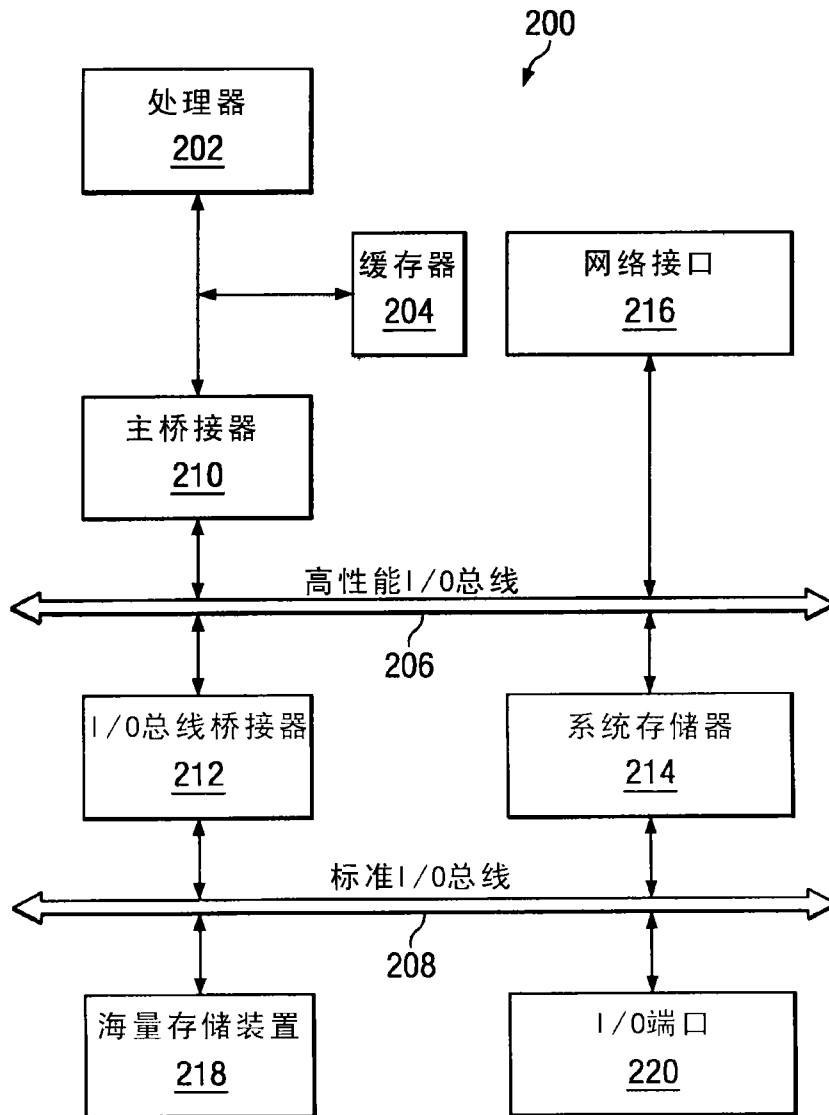 200
处理器
202
缓存器
204
网络接口
216
主桥接器
210
高性能I/O总线
206
I/O总线桥接器
212
系统存储器
214
标准I/O总线
208
海量存储装置
218
I/O端口
220